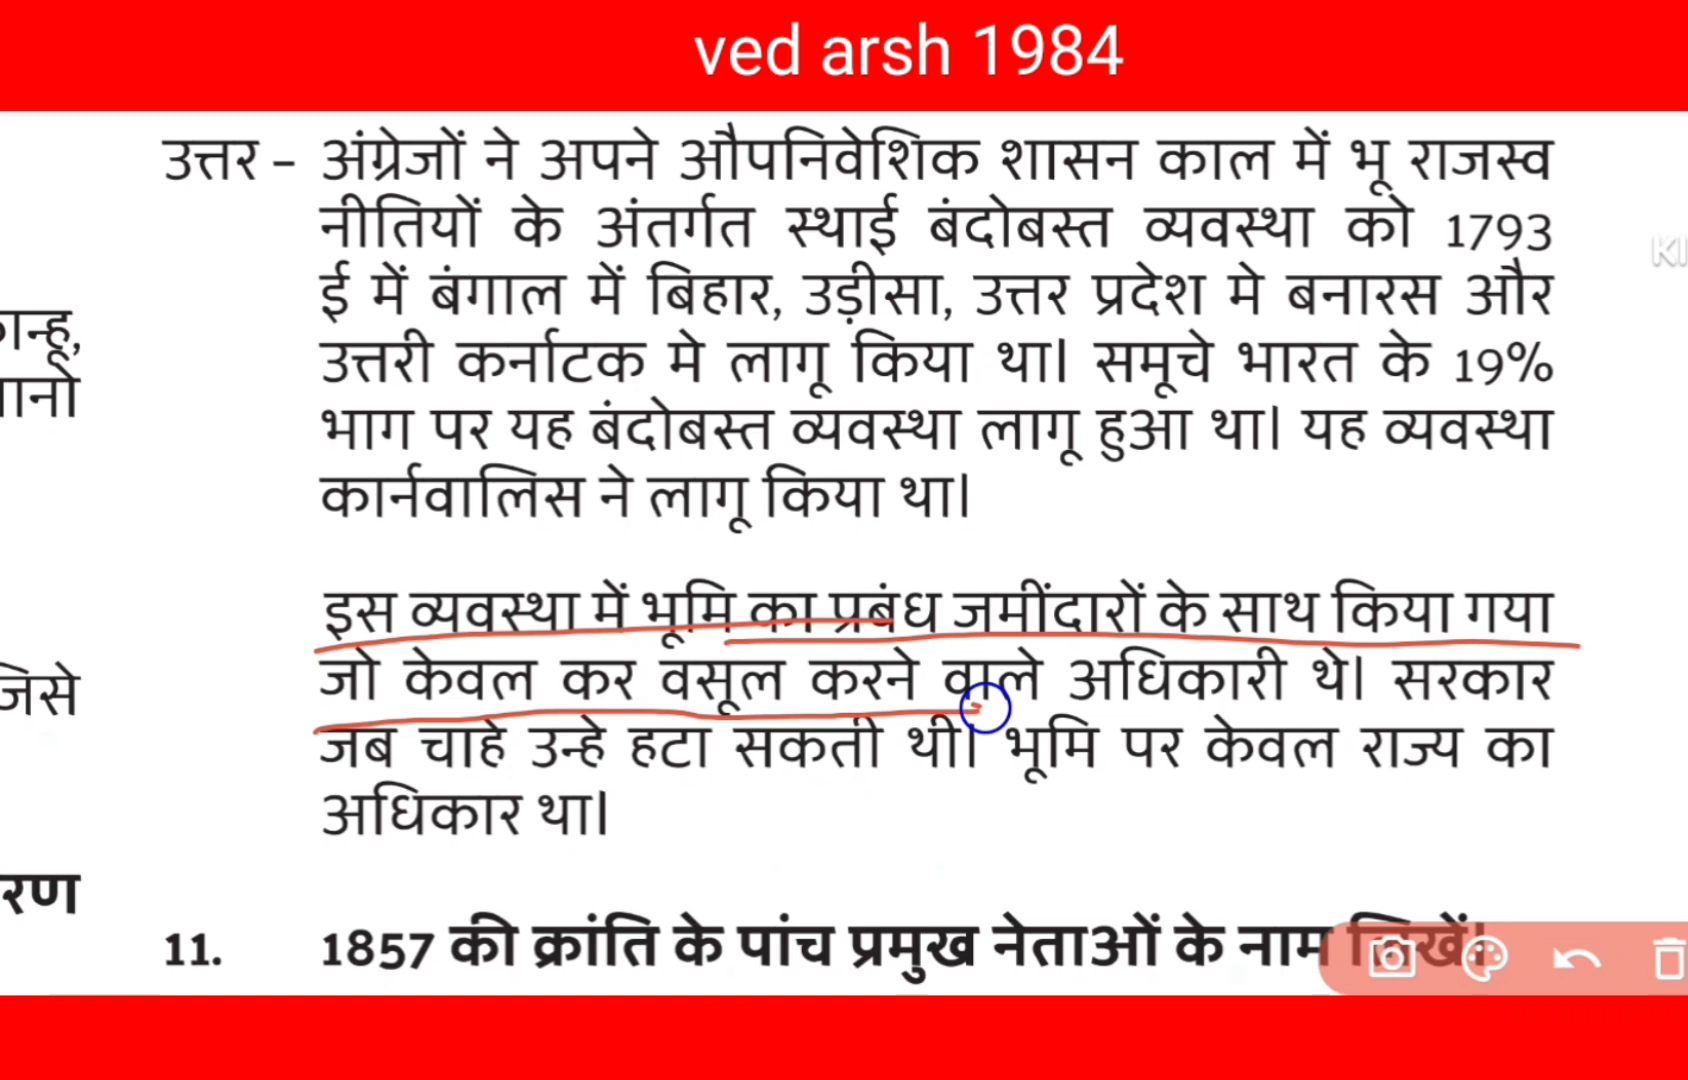 ved arsh 1984
उत्तर - अंग्रेजों ने अपने औपनिवेशिक शासन काल में भू राजस्व
नीतियों के अंतर्गत स्थाई बंदोबस्त व्यवस्था को 1793
ई में बंगाल में बिहार, उड़ीसा, उत्तर प्रदेश मे बनारस और
उत्तरी कर्नाटक मे लागू किया था। समूचे भारत के 19%
भाग पर यह बंदोबस्त व्यवस्था लागू हुआ था। यह व्यवस्था
कार्नवालिस ने लागू किया था।
इस व्यवस्था में भूमि का प्रबंध जमींदारों के साथ किया गया
जो केवल कर वसूल करने वाले अधिकारी थे। सरकार
जब चाहे उन्हे हटा सकती थी। भूमि पर केवल राज्य का
अधिकार था।
11. 1857 की क्रांति के पांच प्रमुख नेताओं के नाम लिखें।